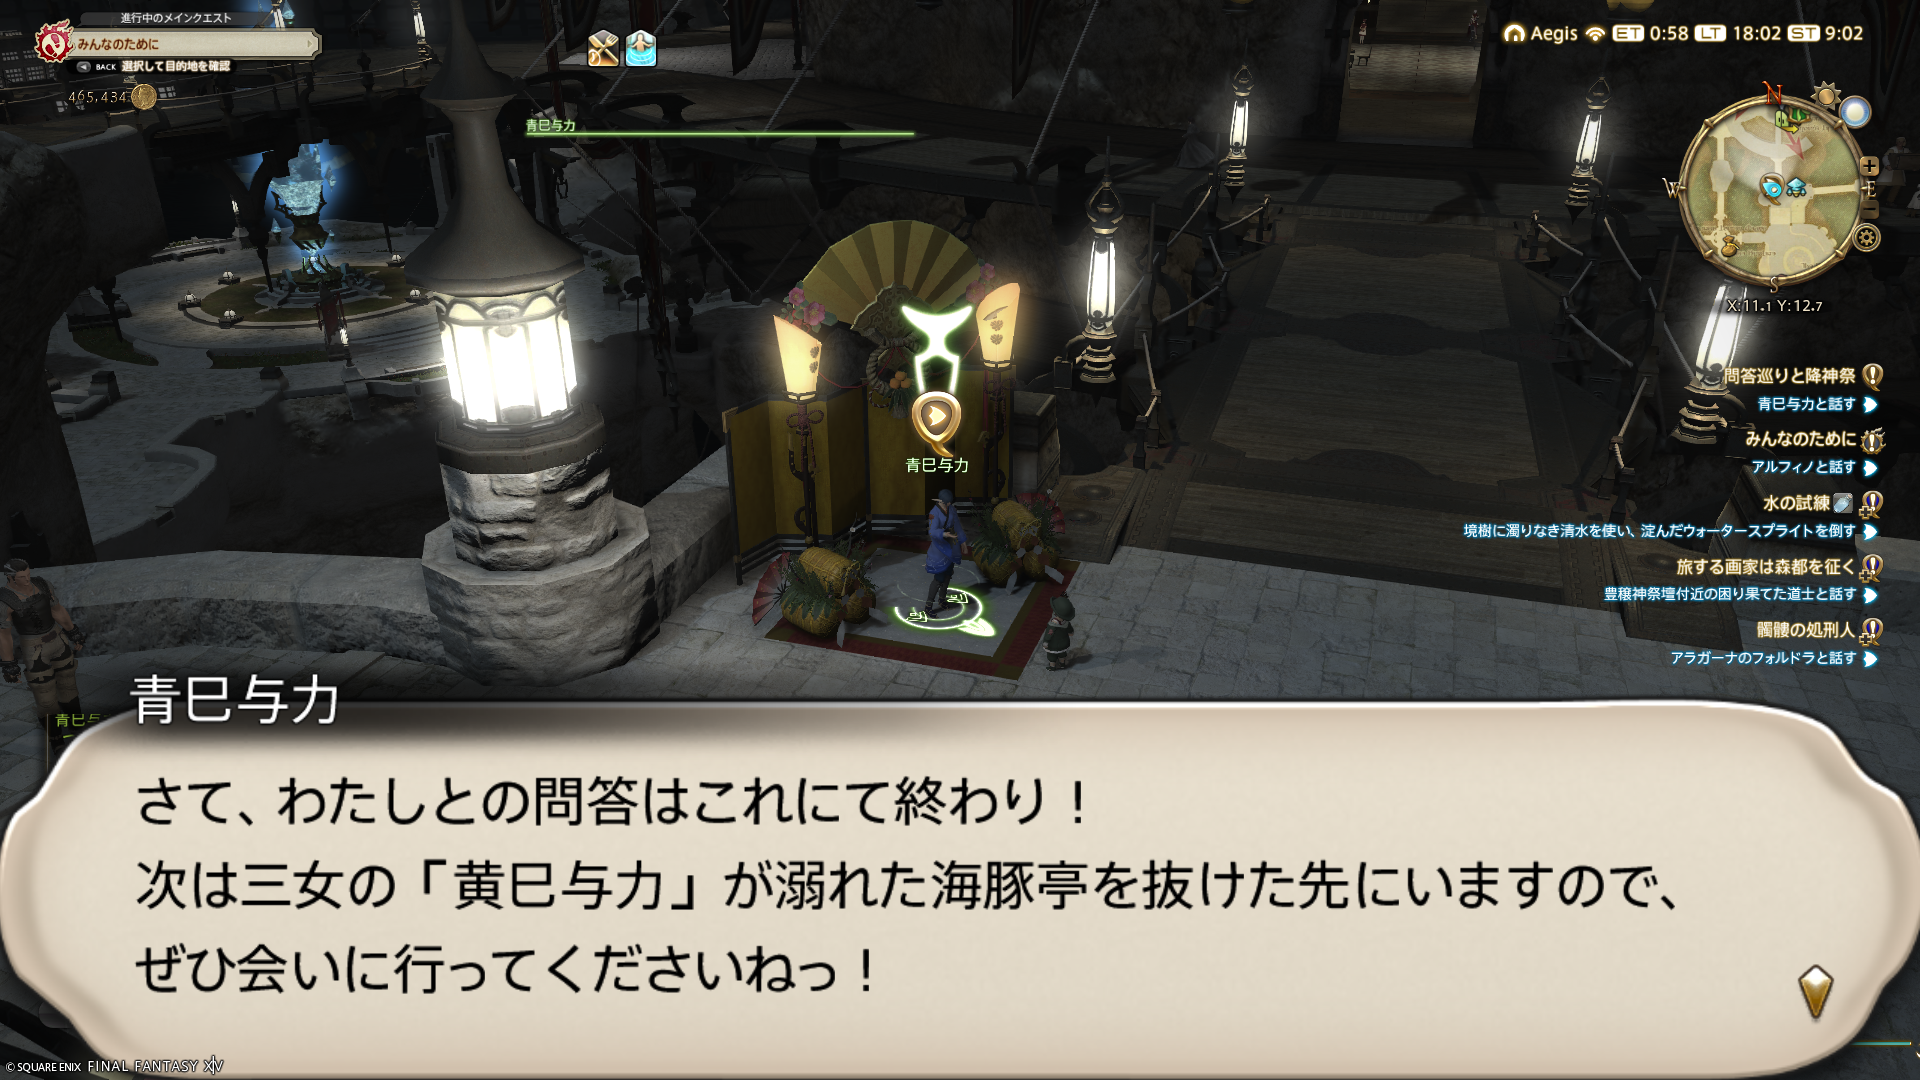 進行中のメインクエスト
みんなのために
BACK 選択して目的地を確認
465,434
青巳与力
Aegis ET 0:58 LT 18:02 ST 9:02
N
W
E
S
X:11.1 Y:12.7
問答巡りと降神祭
青巳与力と話す
みんなのために
アルフィノと話す
水の試練
境樹に濁りなき清水を使い、淀んだウォータースプライトを倒す
旅する画家は森都を征く
豊穣神祭壇付近の困り果てた道士と話す
髑髏の処刑人
アラガーナのフォルドラと話す
青巳与力
青巳与力
さて、わたしとの問答はこれにて終わり！
次は三女の「黄巳与力」が溺れた海豚亭を抜けた先にいますので、
ぜひ会いに行ってくださいねっ！
© SQUARE ENIX FINAL FANTASY XIV